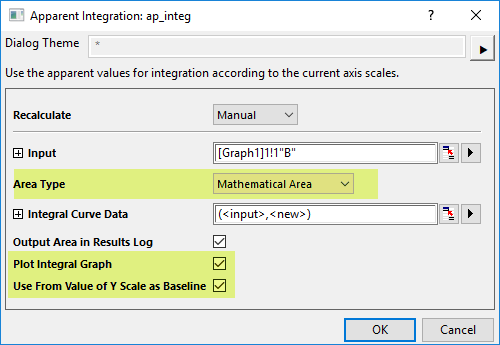 Apparent Integration: ap_integ
Dialog Theme *
Use the apparent values for integration according to the current axis scales.
Recalculate Manual
Input [Graph1]1!1"B"
Area Type Mathematical Area
Integral Curve Data (<input>,<new>)
Output Area in Results Log
Plot Integral Graph
Use From Value of Y Scale as Baseline
OK Cancel